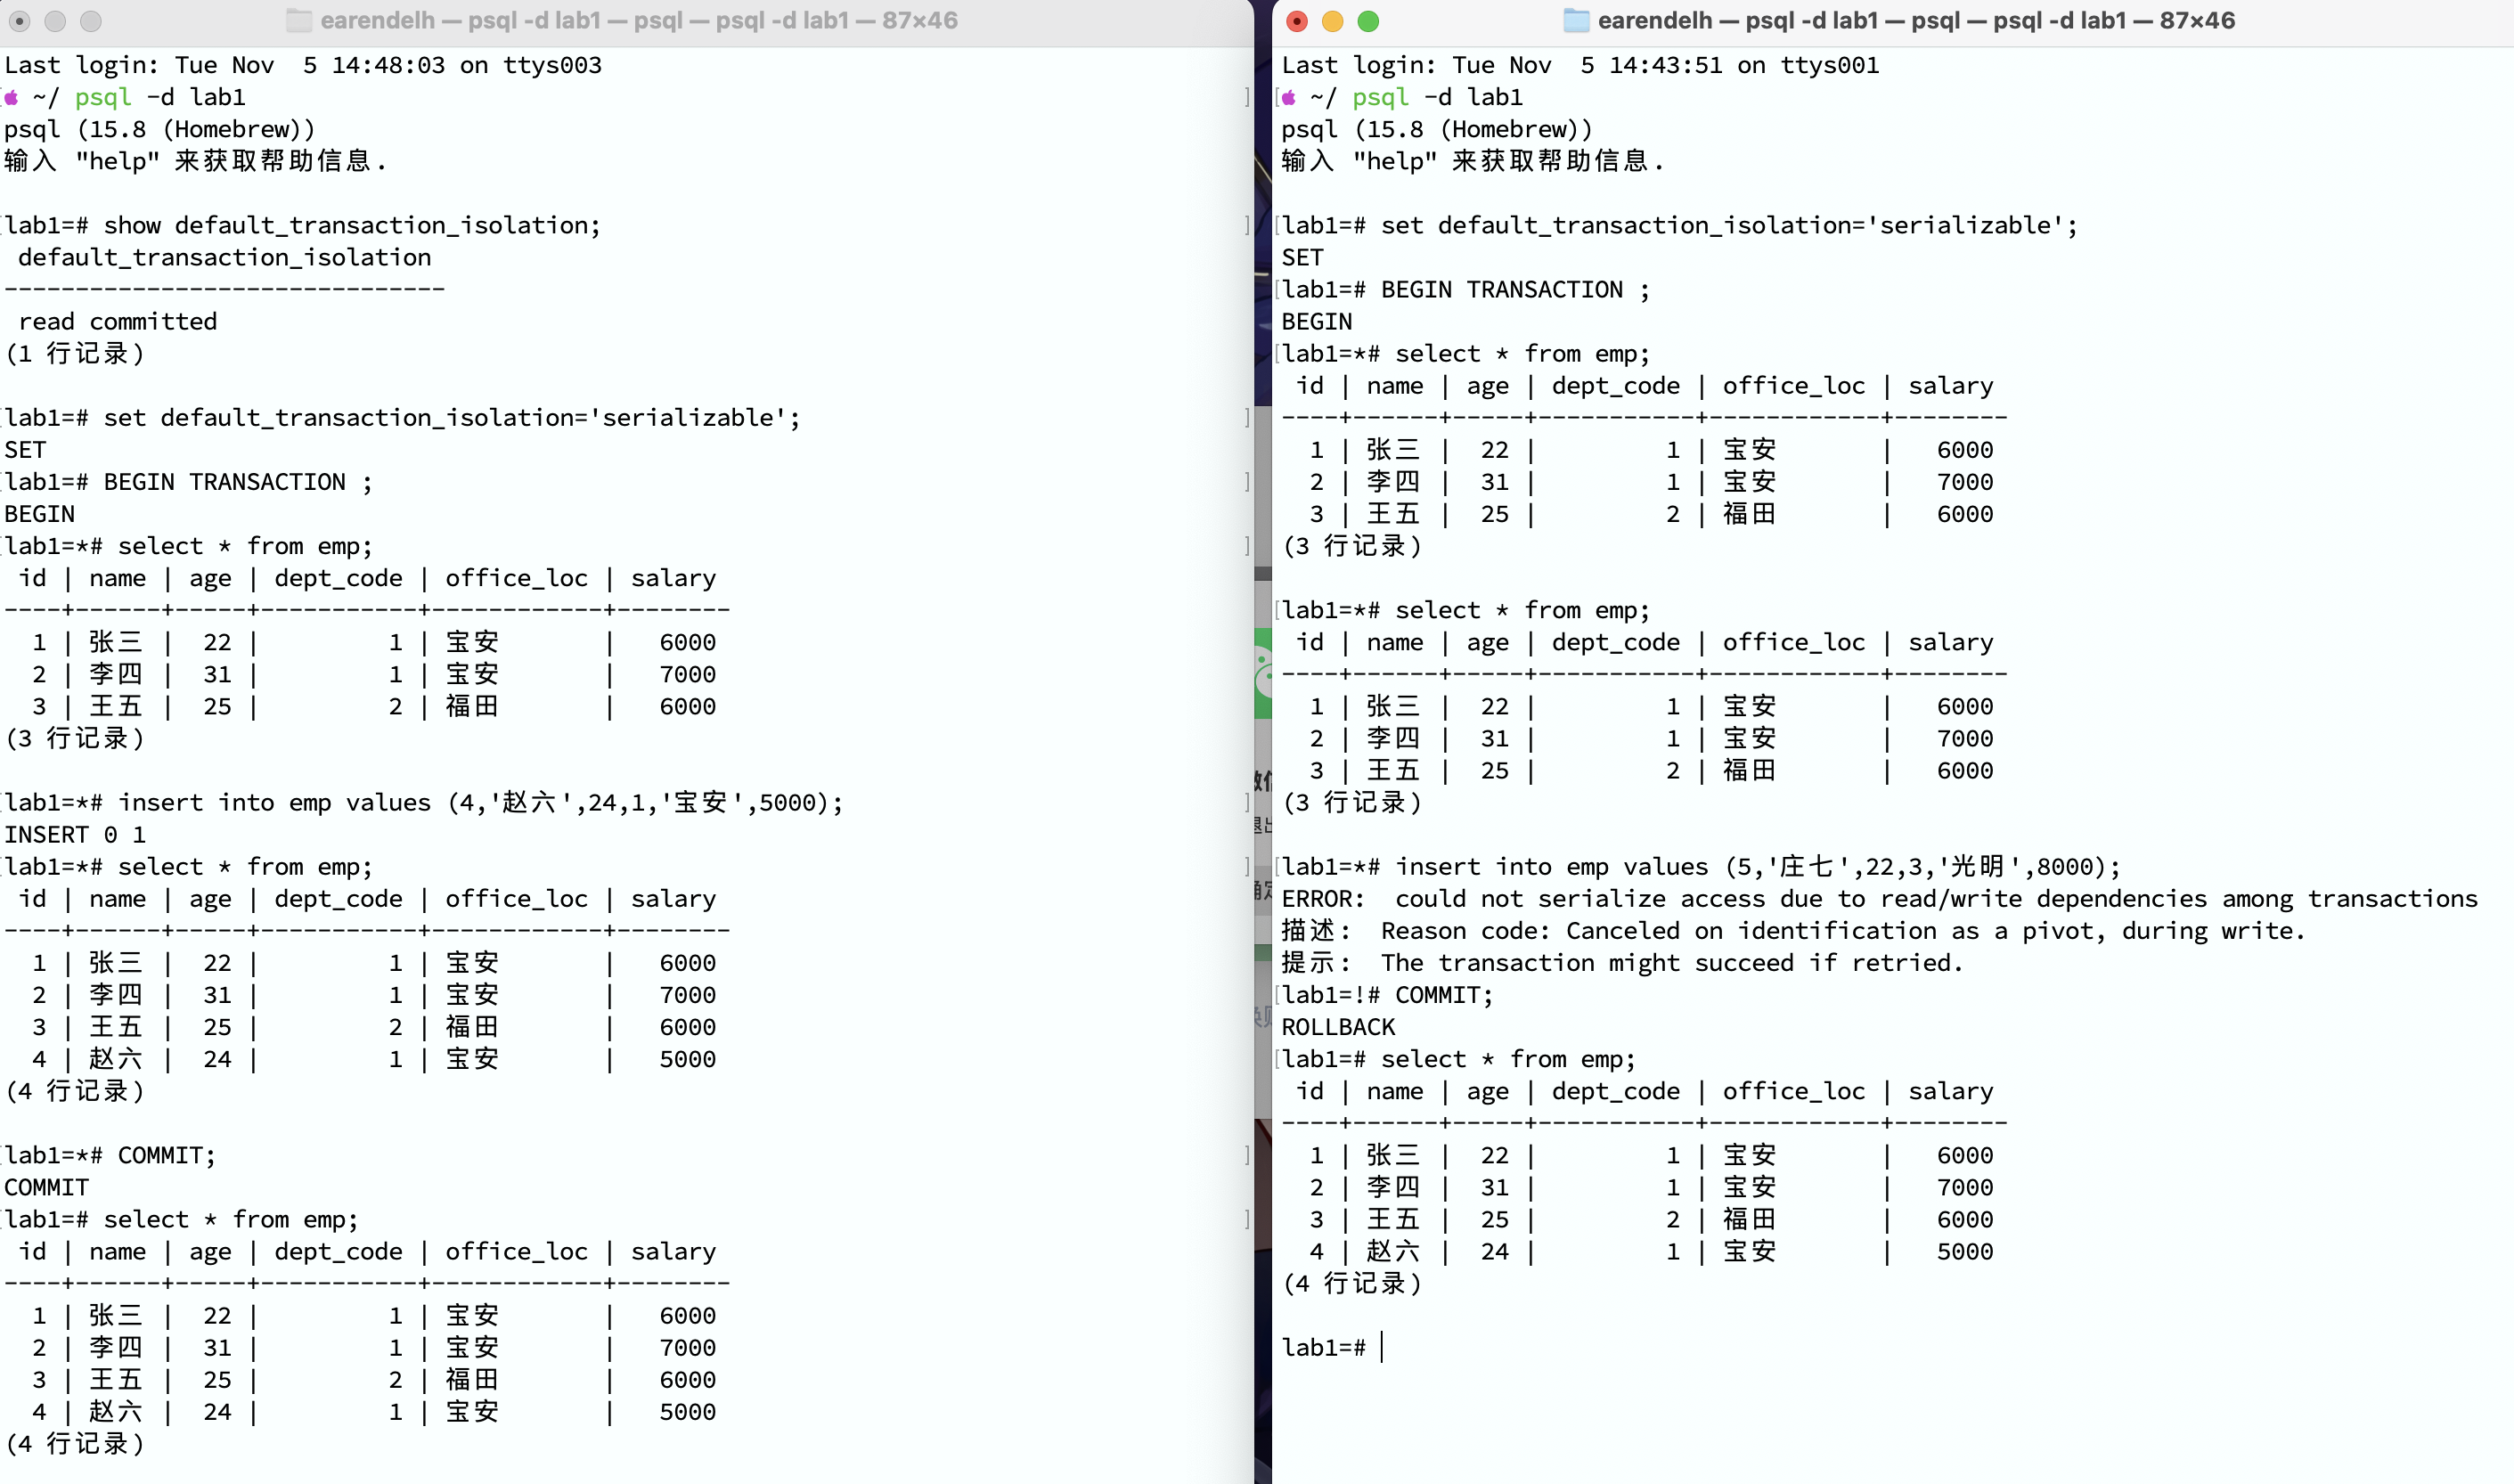 earendelh — psql -d lab1 — psql — psql -d lab1 — 87×46
Last login: Tue Nov  5 14:48:03 on ttys003
~/ psql -d lab1
psql (15.8 (Homebrew))
输入 "help" 来获取帮助信息.
lab1=# show default_transaction_isolation;
 default_transaction_isolation
-------------------------------
 read committed
(1 行记录)
lab1=# set default_transaction_isolation='serializable';
SET
lab1=# BEGIN TRANSACTION ;
BEGIN
lab1=*# select * from emp;
 id | name | age | dept_code | office_loc | salary
----+------+-----+-----------+------------+--------
  1 | 张三 |  22 |         1 | 宝安       |   6000
  2 | 李四 |  31 |         1 | 宝安       |   7000
  3 | 王五 |  25 |         2 | 福田       |   6000
(3 行记录)
lab1=*# insert into emp values (4,'赵六',24,1,'宝安',5000);
INSERT 0 1
lab1=*# select * from emp;
 id | name | age | dept_code | office_loc | salary
----+------+-----+-----------+------------+--------
  1 | 张三 |  22 |         1 | 宝安       |   6000
  2 | 李四 |  31 |         1 | 宝安       |   7000
  3 | 王五 |  25 |         2 | 福田       |   6000
  4 | 赵六 |  24 |         1 | 宝安       |   5000
(4 行记录)
lab1=*# COMMIT;
COMMIT
lab1=# select * from emp;
 id | name | age | dept_code | office_loc | salary
----+------+-----+-----------+------------+--------
  1 | 张三 |  22 |         1 | 宝安       |   6000
  2 | 李四 |  31 |         1 | 宝安       |   7000
  3 | 王五 |  25 |         2 | 福田       |   6000
  4 | 赵六 |  24 |         1 | 宝安       |   5000
(4 行记录)
earendelh — psql -d lab1 — psql — psql -d lab1 — 87×46
Last login: Tue Nov  5 14:43:51 on ttys001
~/ psql -d lab1
psql (15.8 (Homebrew))
输入 "help" 来获取帮助信息.
lab1=# set default_transaction_isolation='serializable';
SET
lab1=# BEGIN TRANSACTION ;
BEGIN
lab1=*# select * from emp;
 id | name | age | dept_code | office_loc | salary
----+------+-----+-----------+------------+--------
  1 | 张三 |  22 |         1 | 宝安       |   6000
  2 | 李四 |  31 |         1 | 宝安       |   7000
  3 | 王五 |  25 |         2 | 福田       |   6000
(3 行记录)
lab1=*# select * from emp;
 id | name | age | dept_code | office_loc | salary
----+------+-----+-----------+------------+--------
  1 | 张三 |  22 |         1 | 宝安       |   6000
  2 | 李四 |  31 |         1 | 宝安       |   7000
  3 | 王五 |  25 |         2 | 福田       |   6000
(3 行记录)
lab1=*# insert into emp values (5,'庄七',22,3,'光明',8000);
ERROR:  could not serialize access due to read/write dependencies among transactions
描述:  Reason code: Canceled on identification as a pivot, during write.
提示:  The transaction might succeed if retried.
lab1=!# COMMIT;
ROLLBACK
lab1=# select * from emp;
 id | name | age | dept_code | office_loc | salary
----+------+-----+-----------+------------+--------
  1 | 张三 |  22 |         1 | 宝安       |   6000
  2 | 李四 |  31 |         1 | 宝安       |   7000
  3 | 王五 |  25 |         2 | 福田       |   6000
  4 | 赵六 |  24 |         1 | 宝安       |   5000
(4 行记录)
lab1=#